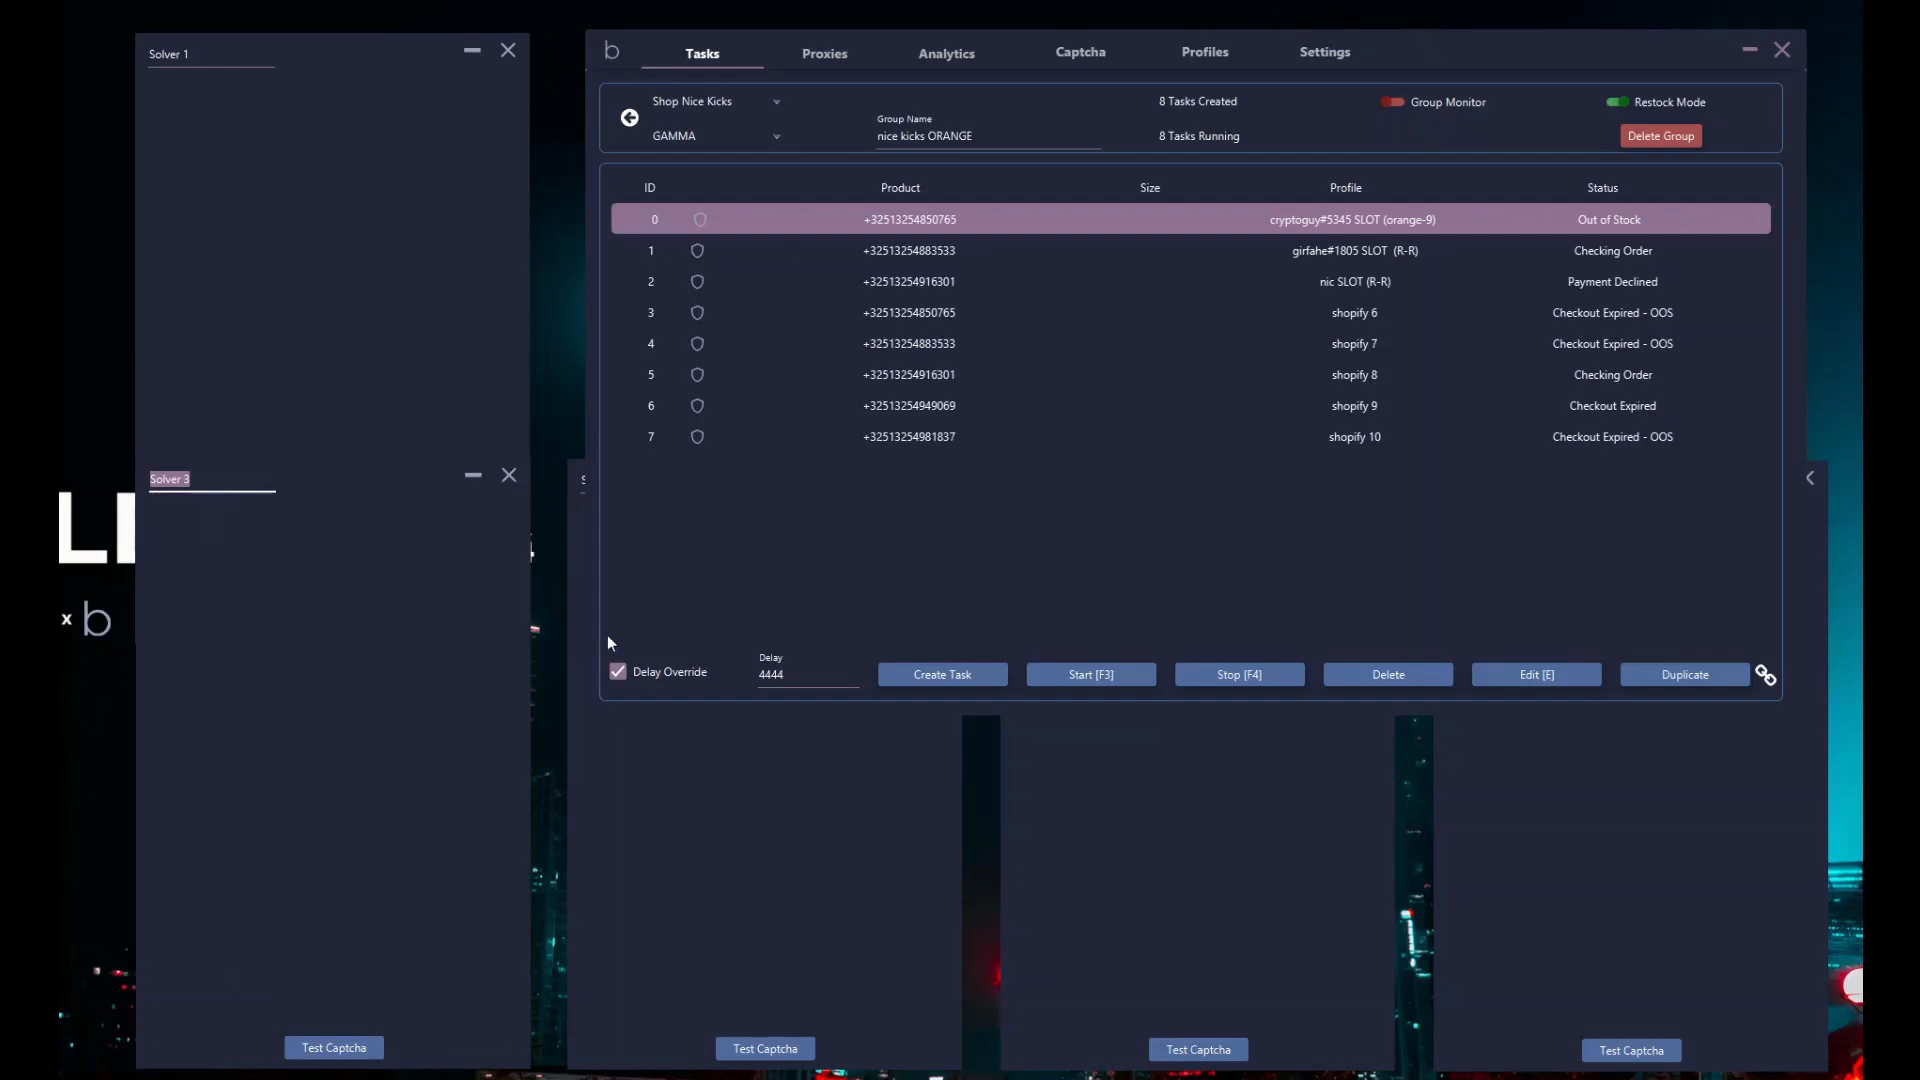 Solver 1
Solver 3
Test Captcha
b
Tasks
Proxies
Analytics
Captcha
Profiles
Settings
Shop Nice Kicks
GAMMA
Group Name
nice kicks ORANGE
8 Tasks Created
8 Tasks Running
Group Monitor
Restock Mode
Delete Group
ID Product Size Profile Status
0 +32513254850765 cryptoguy#5345 SLOT (orange-9) Out of Stock
1 +32513254883533 girfahe#1805 SLOT (R-R) Checking Order
2 +32513254916301 nic SLOT (R-R) Payment Declined
3 +32513254850765 shopify 6 Checkout Expired - OOS
4 +32513254883533 shopify 7 Checkout Expired - OOS
5 +32513254916301 shopify 8 Checking Order
6 +32513254949069 shopify 9 Checkout Expired
7 +32513254981837 shopify 10 Checkout Expired - OOS
Delay Override
Delay
4444
Create Task
Start [F3]
Stop [F4]
Delete
Edit [E]
Duplicate
x b
Test Captcha
Test Captcha
Test Captcha